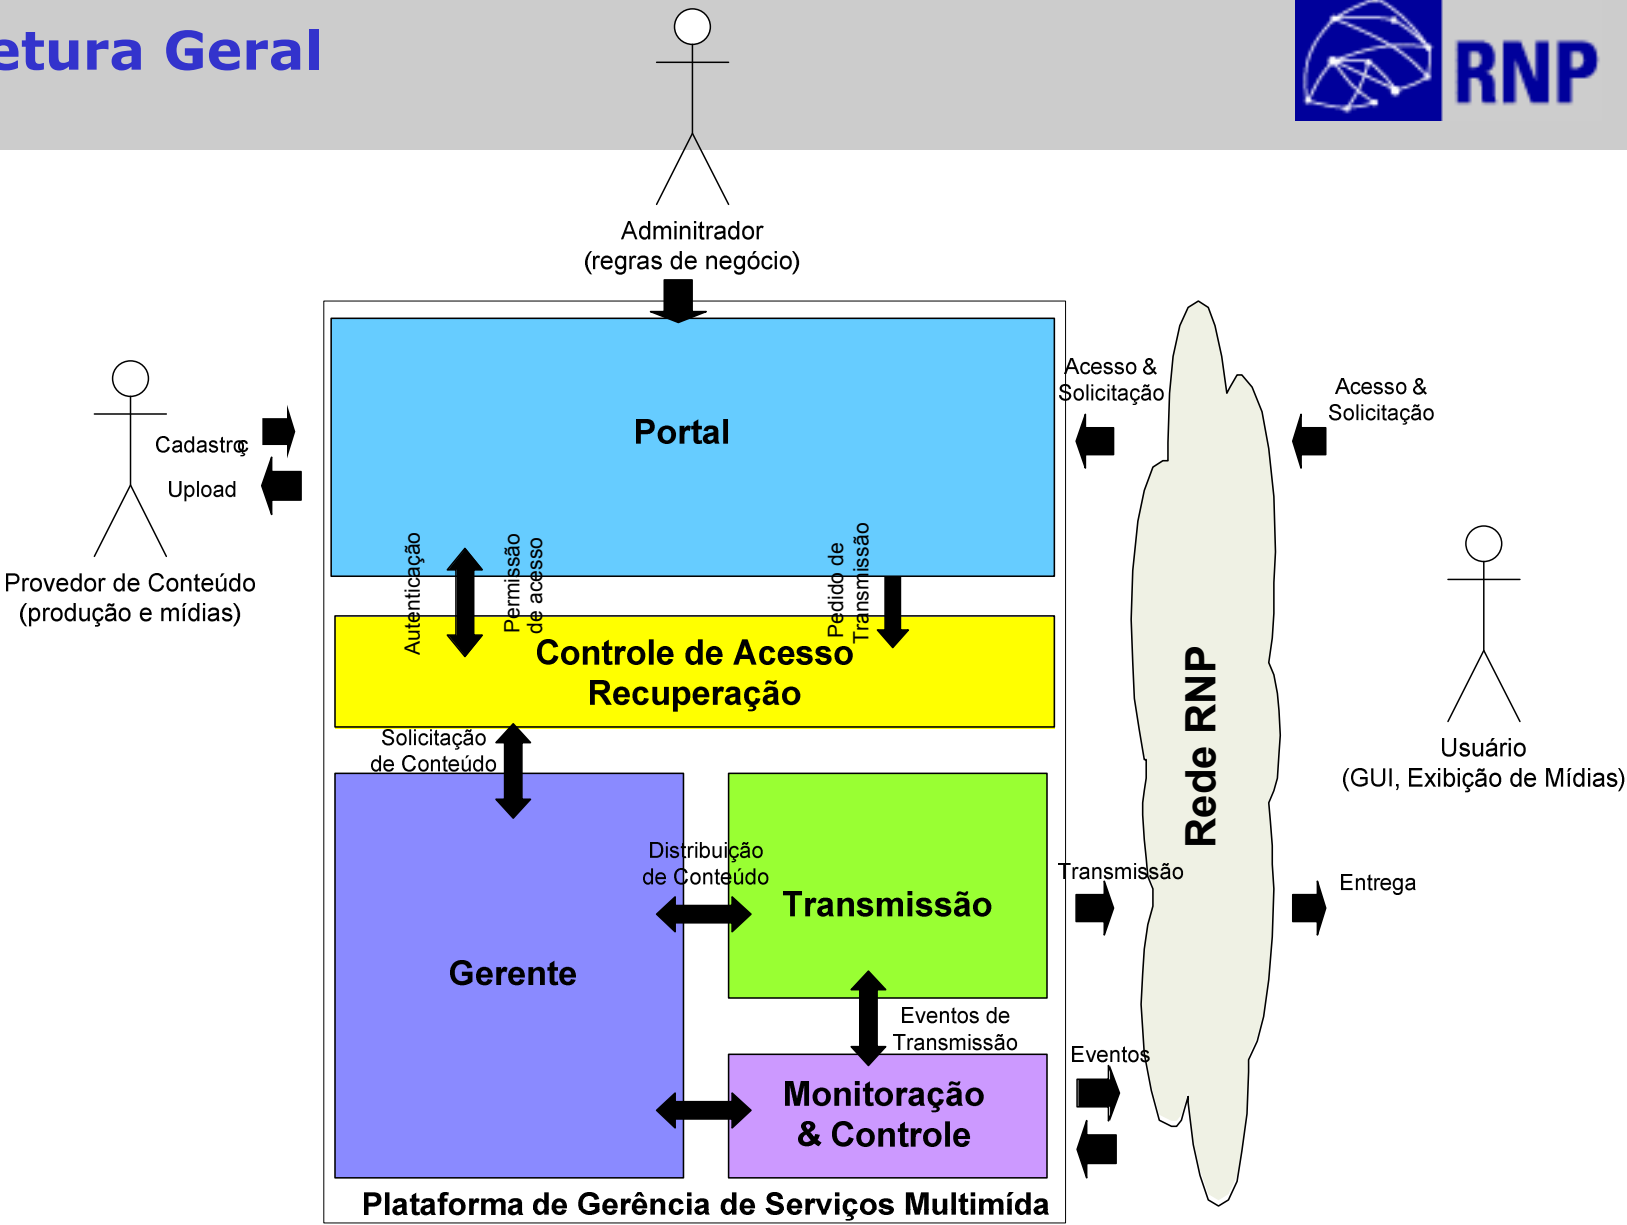 etura Geral
RNP
Adminitrador
(regras de negócio)
Portal
Acesso &
Solicitação
Acesso &
Solicitação
Cadastroç
Upload
Provedor de Conteúdo
(produção e mídias)
Autenticação
Permissão
de acesso
Pedido de
Transmissão
Controle de Acesso
Recuperação
Solicitação
de Conteúdo
Rede RNP
Usuário
(GUI, Exibição de Mídias)
Distribuição
de Conteúdo
Transmissão
Transmissão
Entrega
Gerente
Eventos de
Transmissão
Eventos
Monitoração
& Controle
Plataforma de Gerência de Serviços Multimída